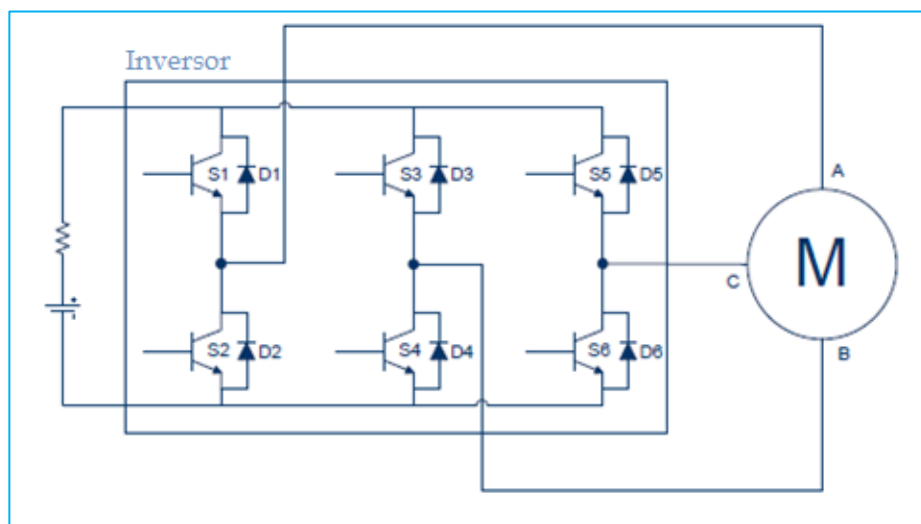 Inversor
S1 D1 S3 D3 S5 D5
A
M
C
B
S2 D2 S4 D4 S6 D6
+
-